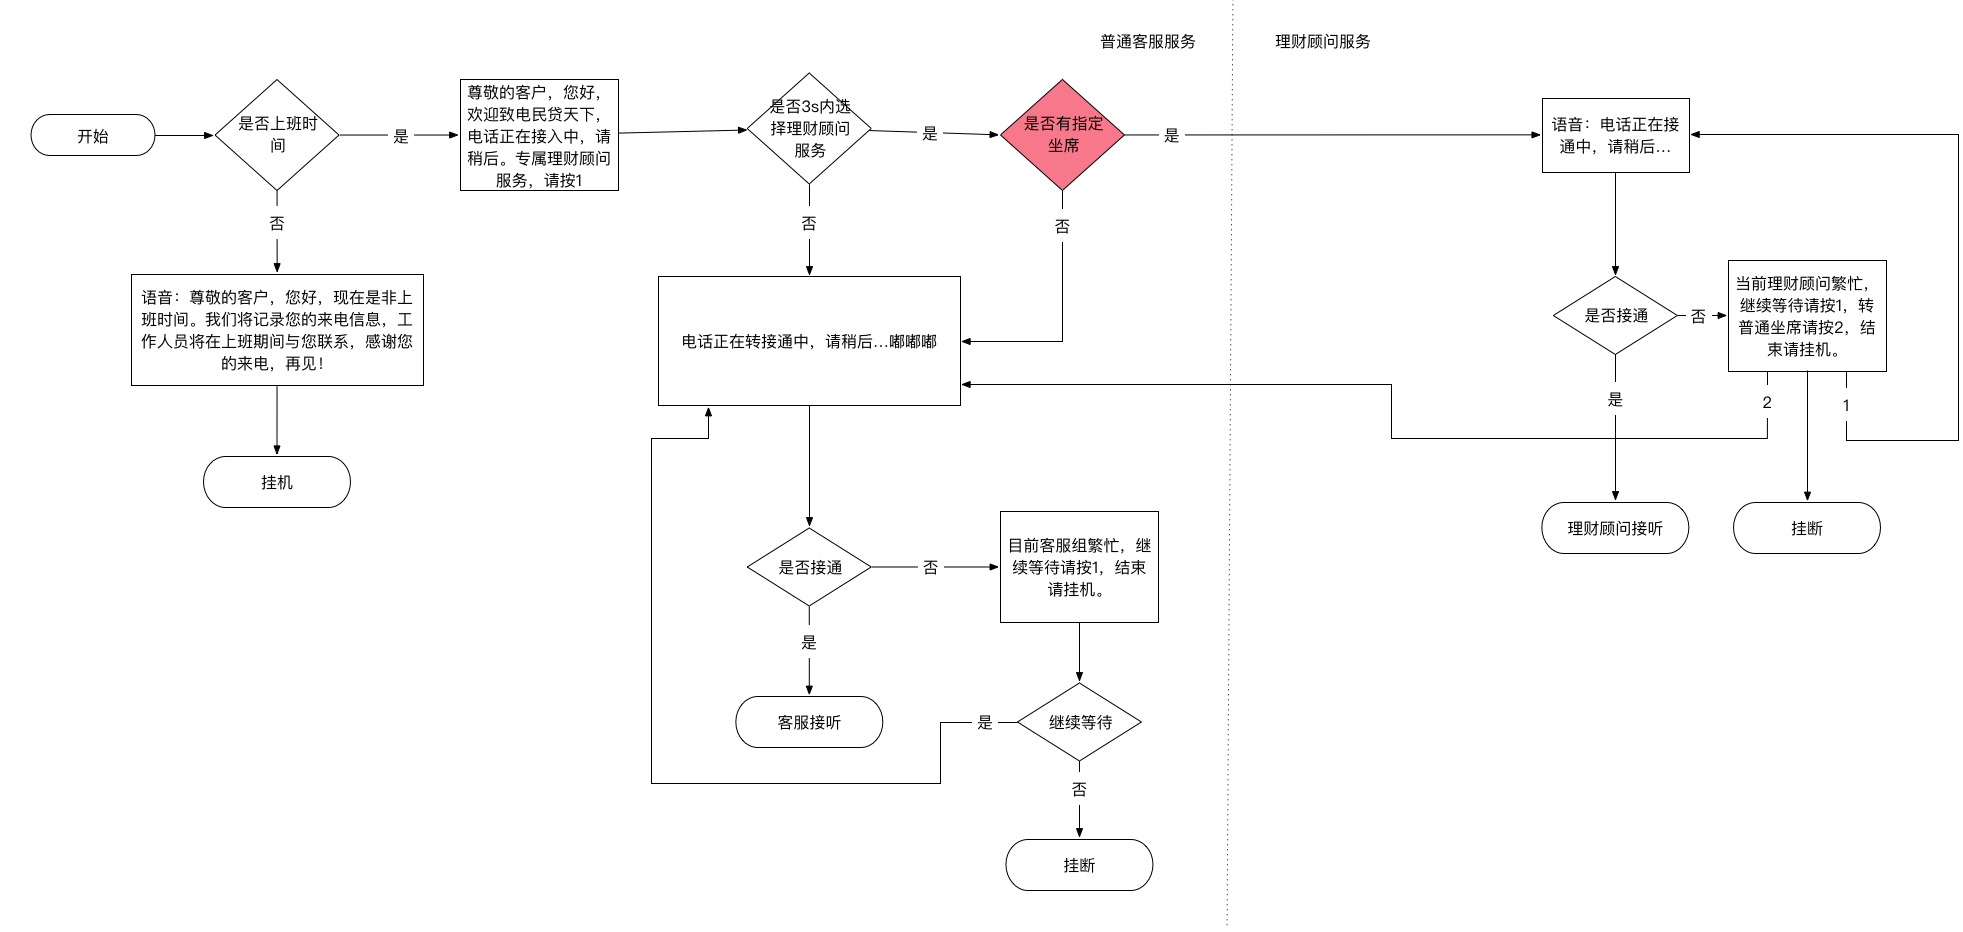 普通客服服务
理财顾问服务
开始
是否上班时
间
是
尊敬的客户，您好，
欢迎致电民贷天下，
电话正在接入中，请
稍后。专属理财顾问
服务，请按1
是否3s内选
择理财顾问
服务
是
是否有指定
坐席
是
语音：电话正在接
通中，请稍后...
否
否
否
语音：尊敬的客户，您好，现在是非上
班时间。我们将记录您的来电信息，工
作人员将在上班期间与您联系，感谢您
的来电，再见！
电话正在转接通中，请稍后...嘟嘟嘟
是否接通
否
当前理财顾问繁忙，
继续等待请按1，转
普通坐席请按2，结
束请挂机。
是
2
1
挂机
理财顾问接听
挂断
是否接通
否
目前客服组繁忙，继
续等待请按1，结束
请挂机。
是
客服接听
是
继续等待
否
挂断